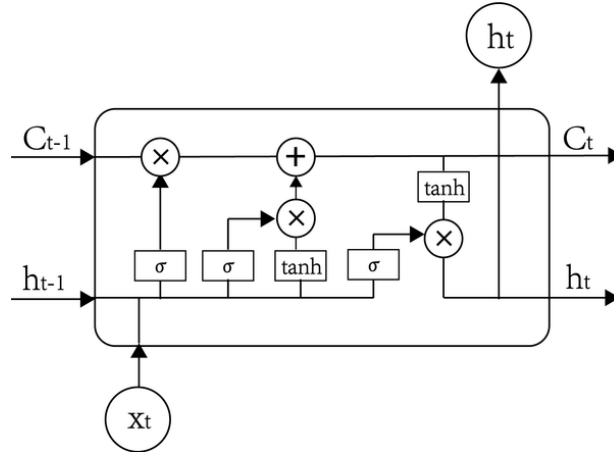 ht
Ct-1
×
+
Ct
tanh
×
×
σ
σ
tanh
σ
ht-1
ht
xt